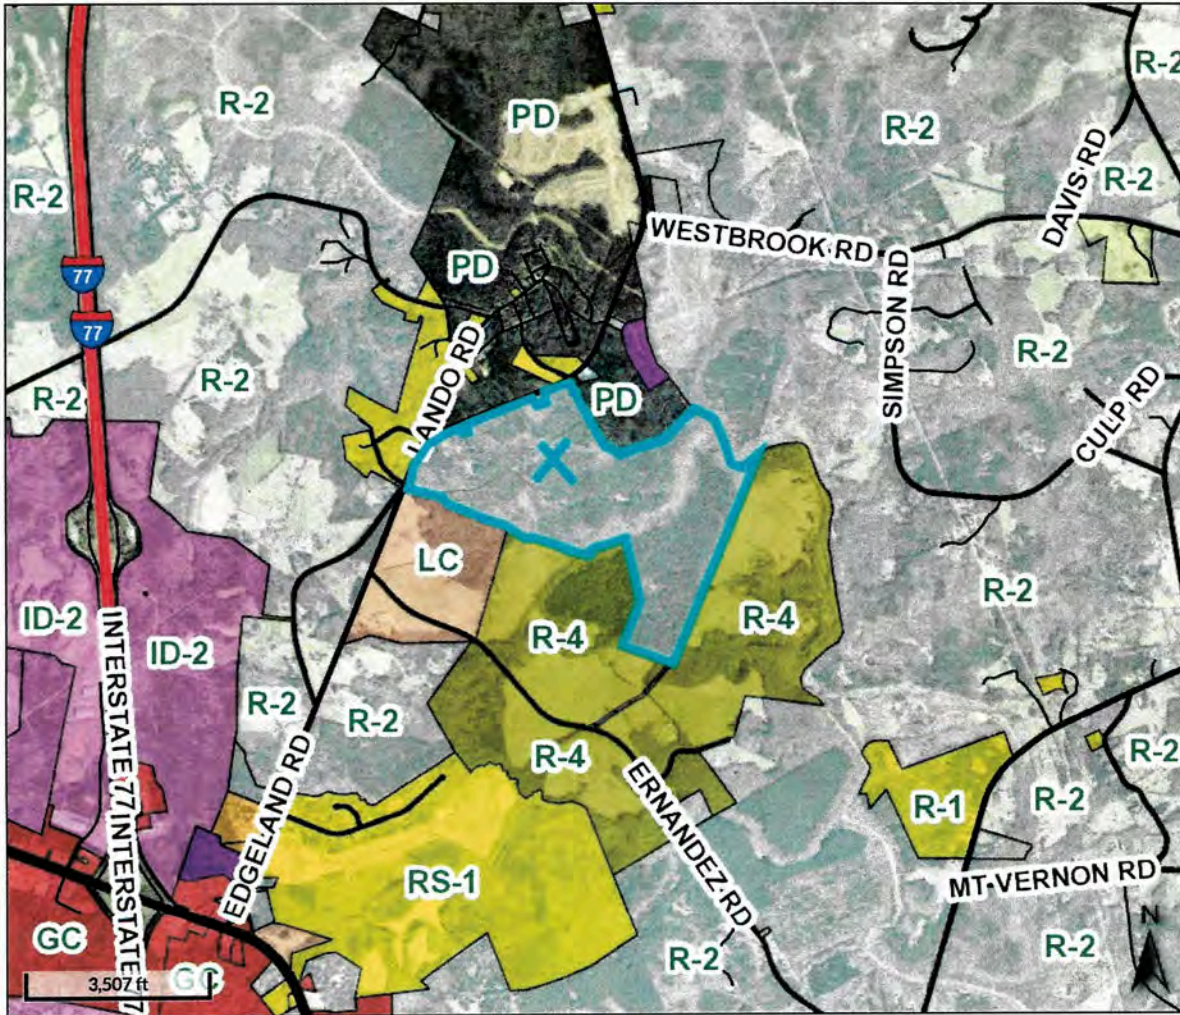 R-2
PD
R-2
R-2
R-2
R-2
DAVIS RD
WESTBROOK RD
77
PD
SIMPSON RD
77
LANDO RD
R-2
R-2
R-2
PD
CULP RD
X
LC
ID-2
ID-2
R-4
R-4
R-2
INTERSTATE 77
INTERSTATE 77
R-2
R-2
EDGELAND RD
R-4
ERNANDEZ RD
R-1
R-2
R-2
RS-1
MT-VERNON RD
GC
GC
R-2
R-2
N
3,507 ft